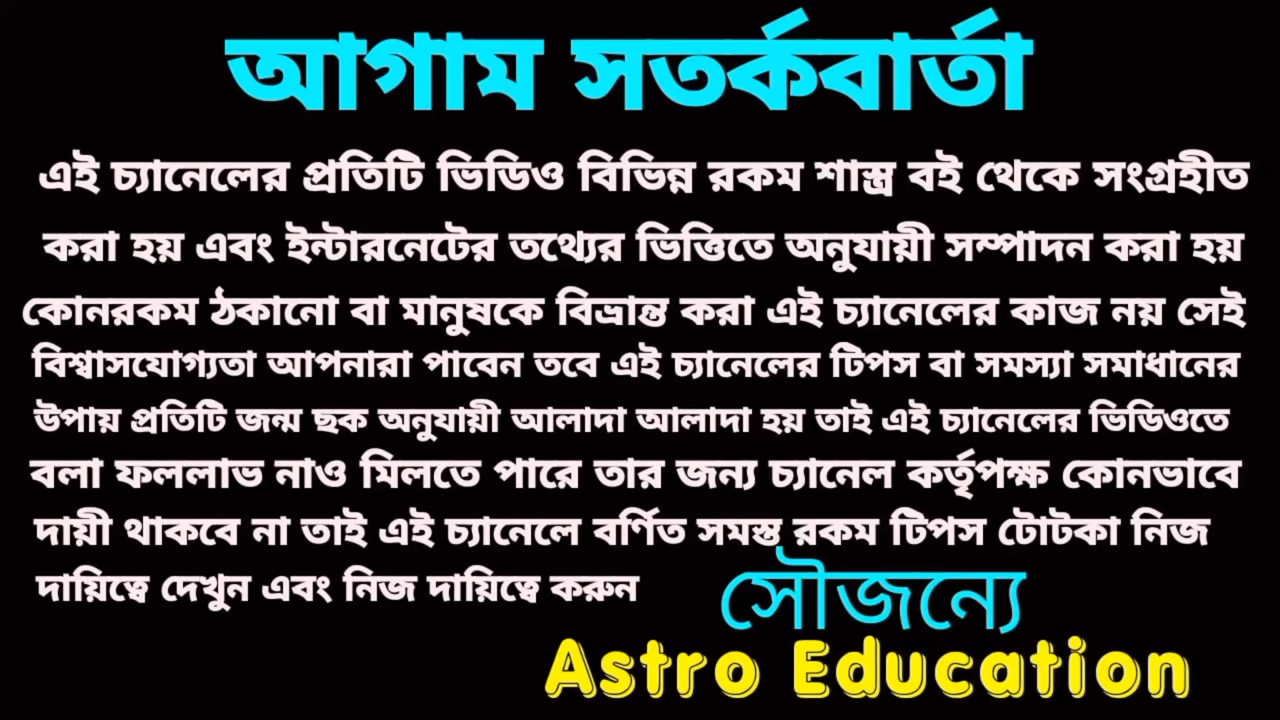 আগাম সতর্কবার্তা
এই চ্যানেলের প্রতিটি ভিডিও বিভিন্ন রকম শাস্ত্র বই থেকে সংগ্রহীত
করা হয় এবং ইন্টারনেটের তথ্যের ভিত্তিতে অনুযায়ী সম্পাদন করা হয়
কোনরকম ঠকানো বা মানুষকে বিভ্রান্ত করা এই চ্যানেলের কাজ নয় সেই
বিশ্বাসযোগ্যতা আপনারা পাবেন তবে এই চ্যানেলের টিপস বা সমস্যা সমাধানের
উপায় প্রতিটি জন্ম ছক অনুযায়ী আলাদা আলাদা হয় তাই এই চ্যানেলের ভিডিওতে
বলা ফললাভ নাও মিলতে পারে তার জন্য চ্যানেল কর্তৃপক্ষ কোনভাবে
দায়ী থাকবে না তাই এই চ্যানেলে বর্ণিত সমস্ত রকম টিপস টোটকা নিজ
দায়িত্বে দেখুন এবং নিজ দায়িত্বে করুন
সৌজন্যে
Astro Education